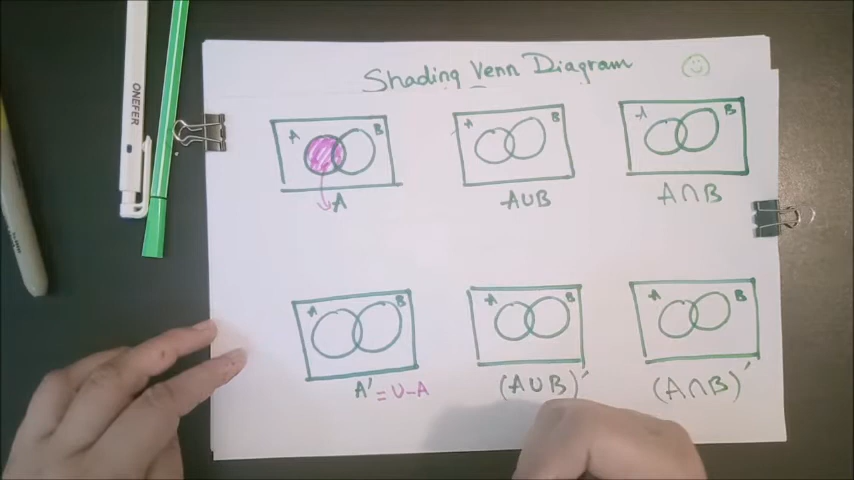 Shading Venn Diagram
ONEFER
A B
A
A B
A∪B
A B
A∩B
A B
A' = U-A
A B
(A∪B)'
A B
(A∩B)'